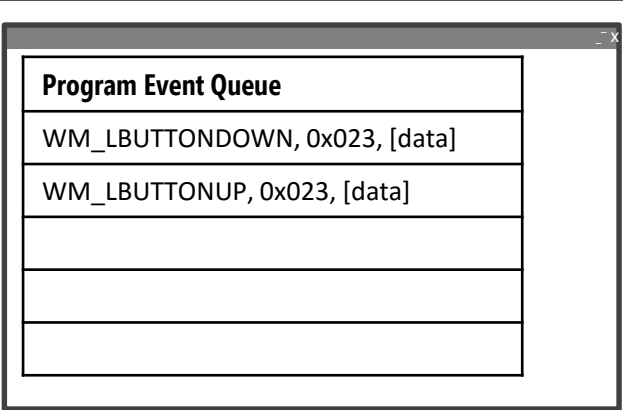 _ ‾ x
Program Event Queue
WM_LBUTTONDOWN, 0x023, [data]
WM_LBUTTONUP, 0x023, [data]